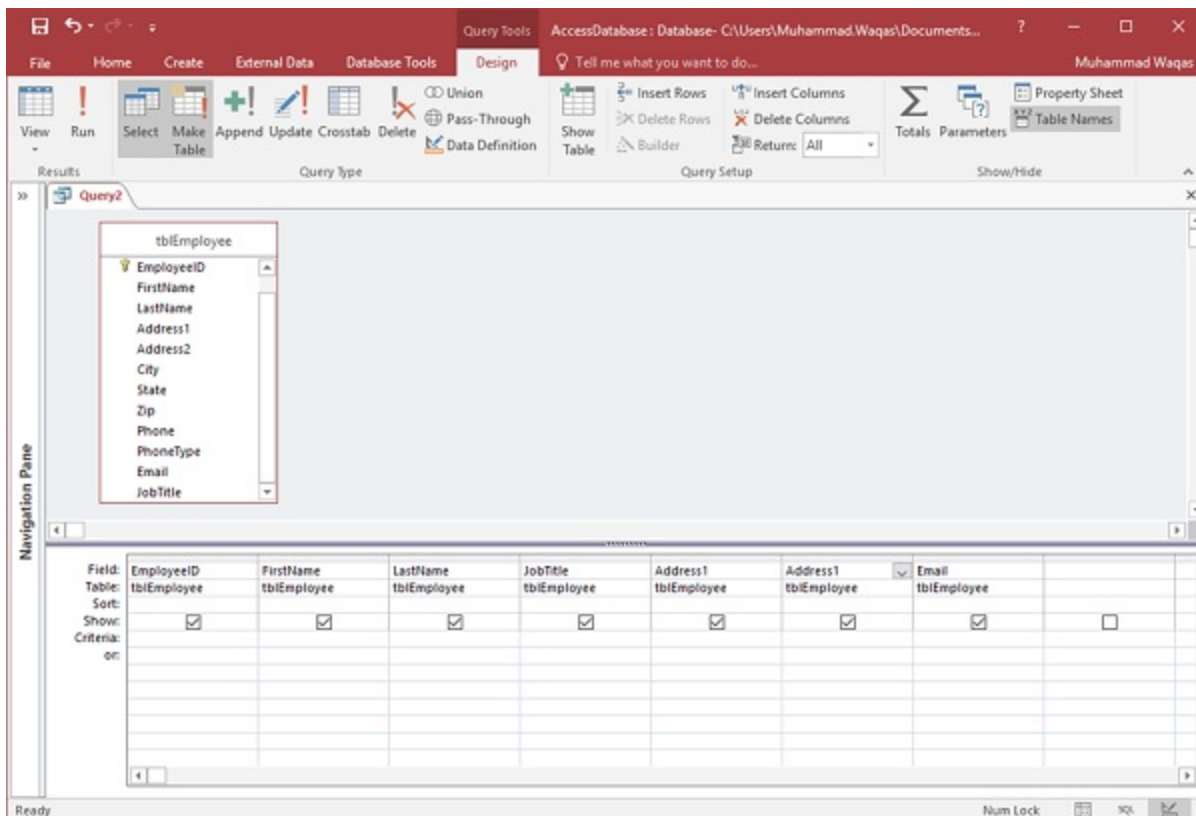 Query Tools AccessDatabase : Database- C:\Users\Muhammad.Waqas\Documents... ?
File Home Create External Data Database Tools Design Tell me what you want to do... Muhammad Waqas
View Run Select Make Table Append Update Crosstab Delete Union Pass-Through Data Definition Show Table Insert Rows Delete Rows Builder Insert Columns Delete Columns Return: All Totals Parameters Property Sheet Table Names
Results Query Type Query Setup Show/Hide
Query2
tblEmployee
EmployeeID
FirstName
LastName
Address1
Address2
City
State
Zip
Phone
PhoneType
Email
JobTitle
Navigation Pane
Field: EmployeeID FirstName LastName JobTitle Address1 Address1 Email
Table: tblEmployee tblEmployee tblEmployee tblEmployee tblEmployee tblEmployee tblEmployee
Sort:
Show:
Criteria:
or:
Ready Num Lock SQL